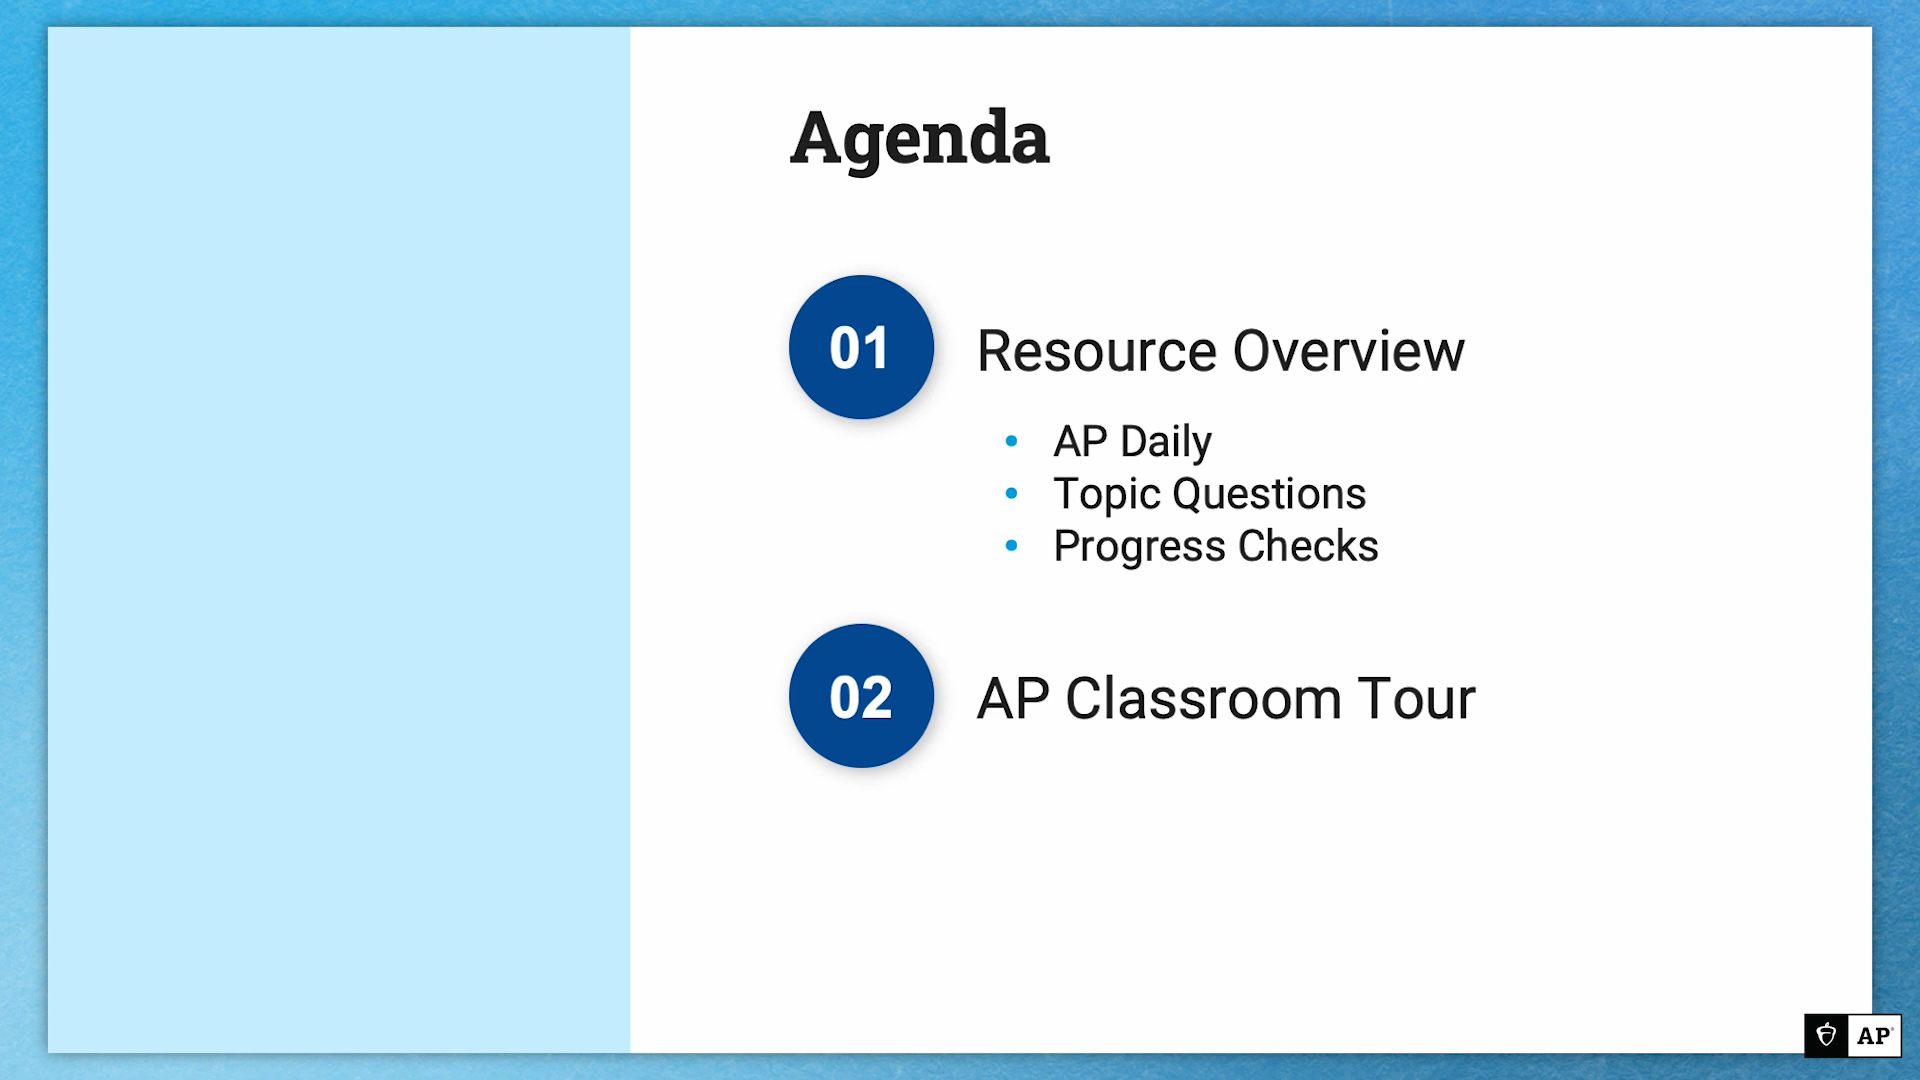 Agenda
01
Resource Overview
• AP Daily
• Topic Questions
• Progress Checks
02
AP Classroom Tour
AP